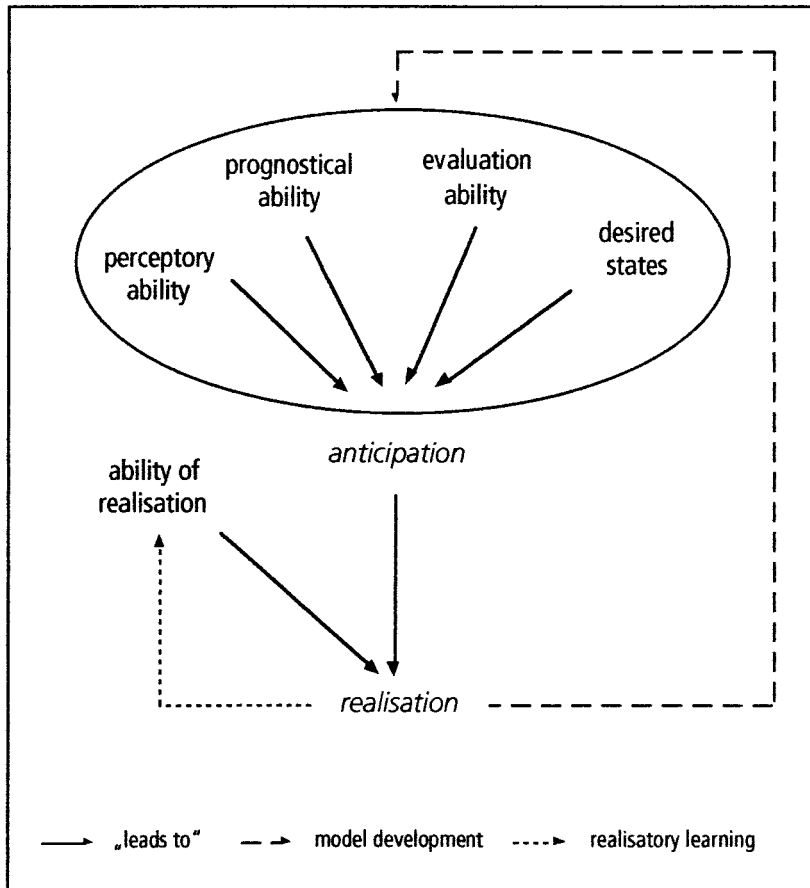 prognostical
ability
evaluation
ability
perceptory
ability
desired
states
anticipation
ability of
realisation
realisation
„leads to“
model development
realisatory learning